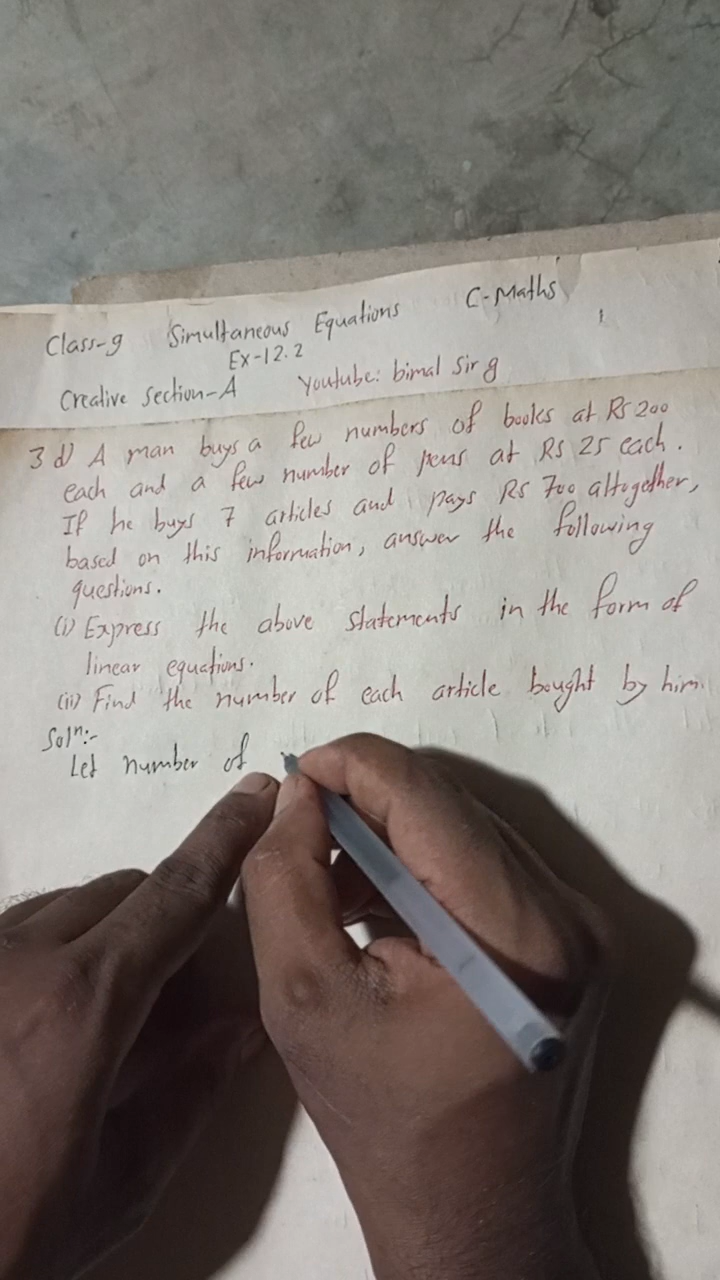 Class-9 Simultaneous Equations C-Maths
Ex-12.2
Creative Section-A Youtube: bimal Sir 9
3 d) A man buys a few numbers of books at RS 200
each and a few number of pens at RS 25 each.
If he buys 7 articles and pays RS 700 altogether,
based on this information, answer the following
questions.
(i) Express the above statements in the form of
linear equations.
(ii) Find the number of each article bought by him.
Solⁿ:-
Let number of